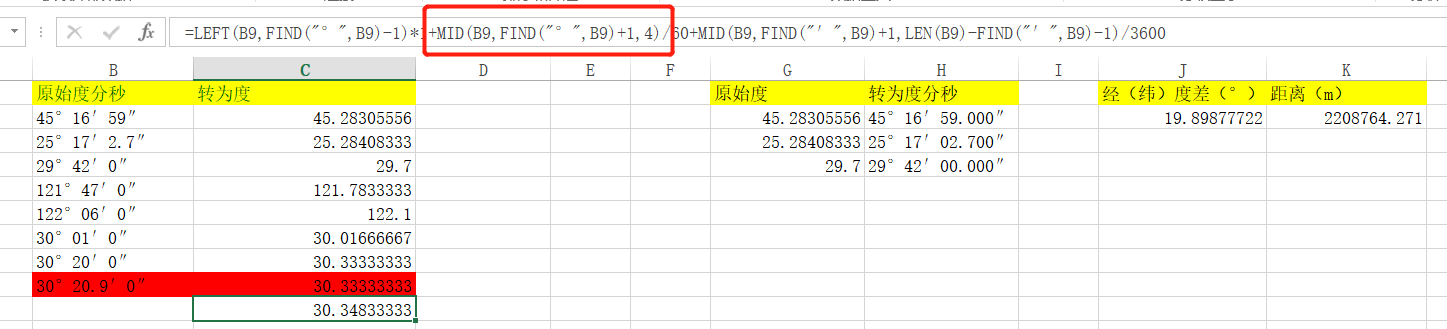 =LEFT(B9,FIND("°",B9)-1)*1+MID(B9,FIND("°",B9)+1,4)/60+MID(B9,FIND("′",B9)+1,LEN(B9)-FIND("′",B9)-1)/3600
B C D E F G H I J K
原始度分秒 转为度 原始度 转为度分秒 经（纬）度差（°） 距离（m）
45°16′59″ 45.28305556 45.28305556 45°16′59.000″ 19.89877722 2208764.271
25°17′2.7″ 25.28408333 25.28408333 25°17′02.700″
29°42′0″ 29.7 29.7 29°42′00.000″
121°47′0″ 121.7833333
122°06′0″ 122.1
30°01′0″ 30.01666667
30°20′0″ 30.33333333
30°20.9′0″ 30.33333333
30.34833333